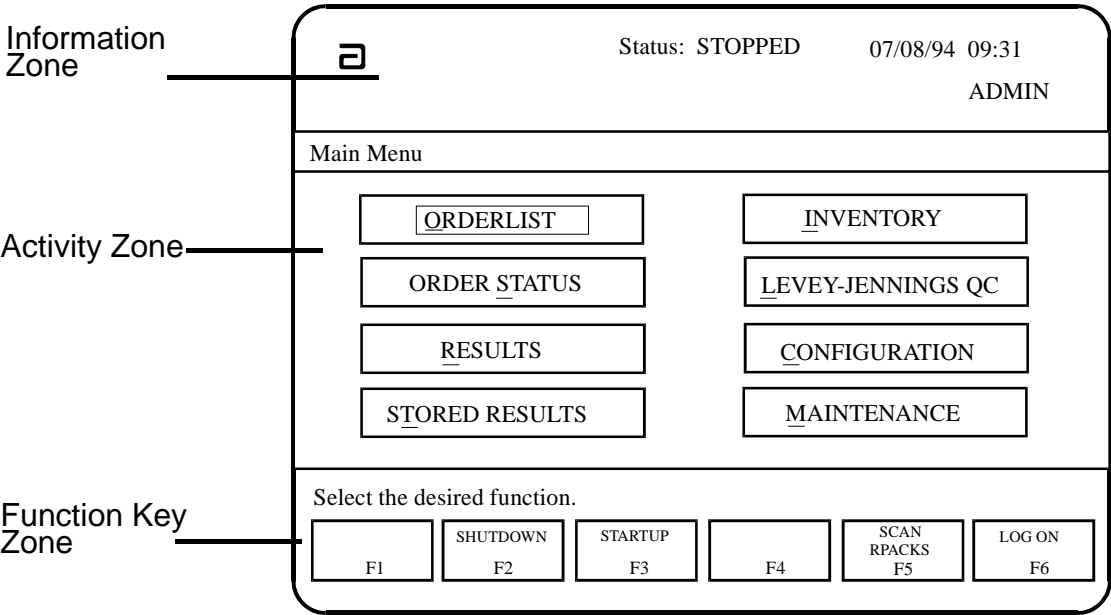 Information
Zone
a
Status: STOPPED
07/08/94 09:31
ADMIN
Main Menu
Activity Zone
ORDERLIST
INVENTORY
ORDER STATUS
LEVEY-JENNINGS QC
RESULTS
CONFIGURATION
STORED RESULTS
MAINTENANCE
Function Key
Zone
Select the desired function.
F1
SHUTDOWN
F2
STARTUP
F3
F4
SCAN
RPACKS
F5
LOG ON
F6